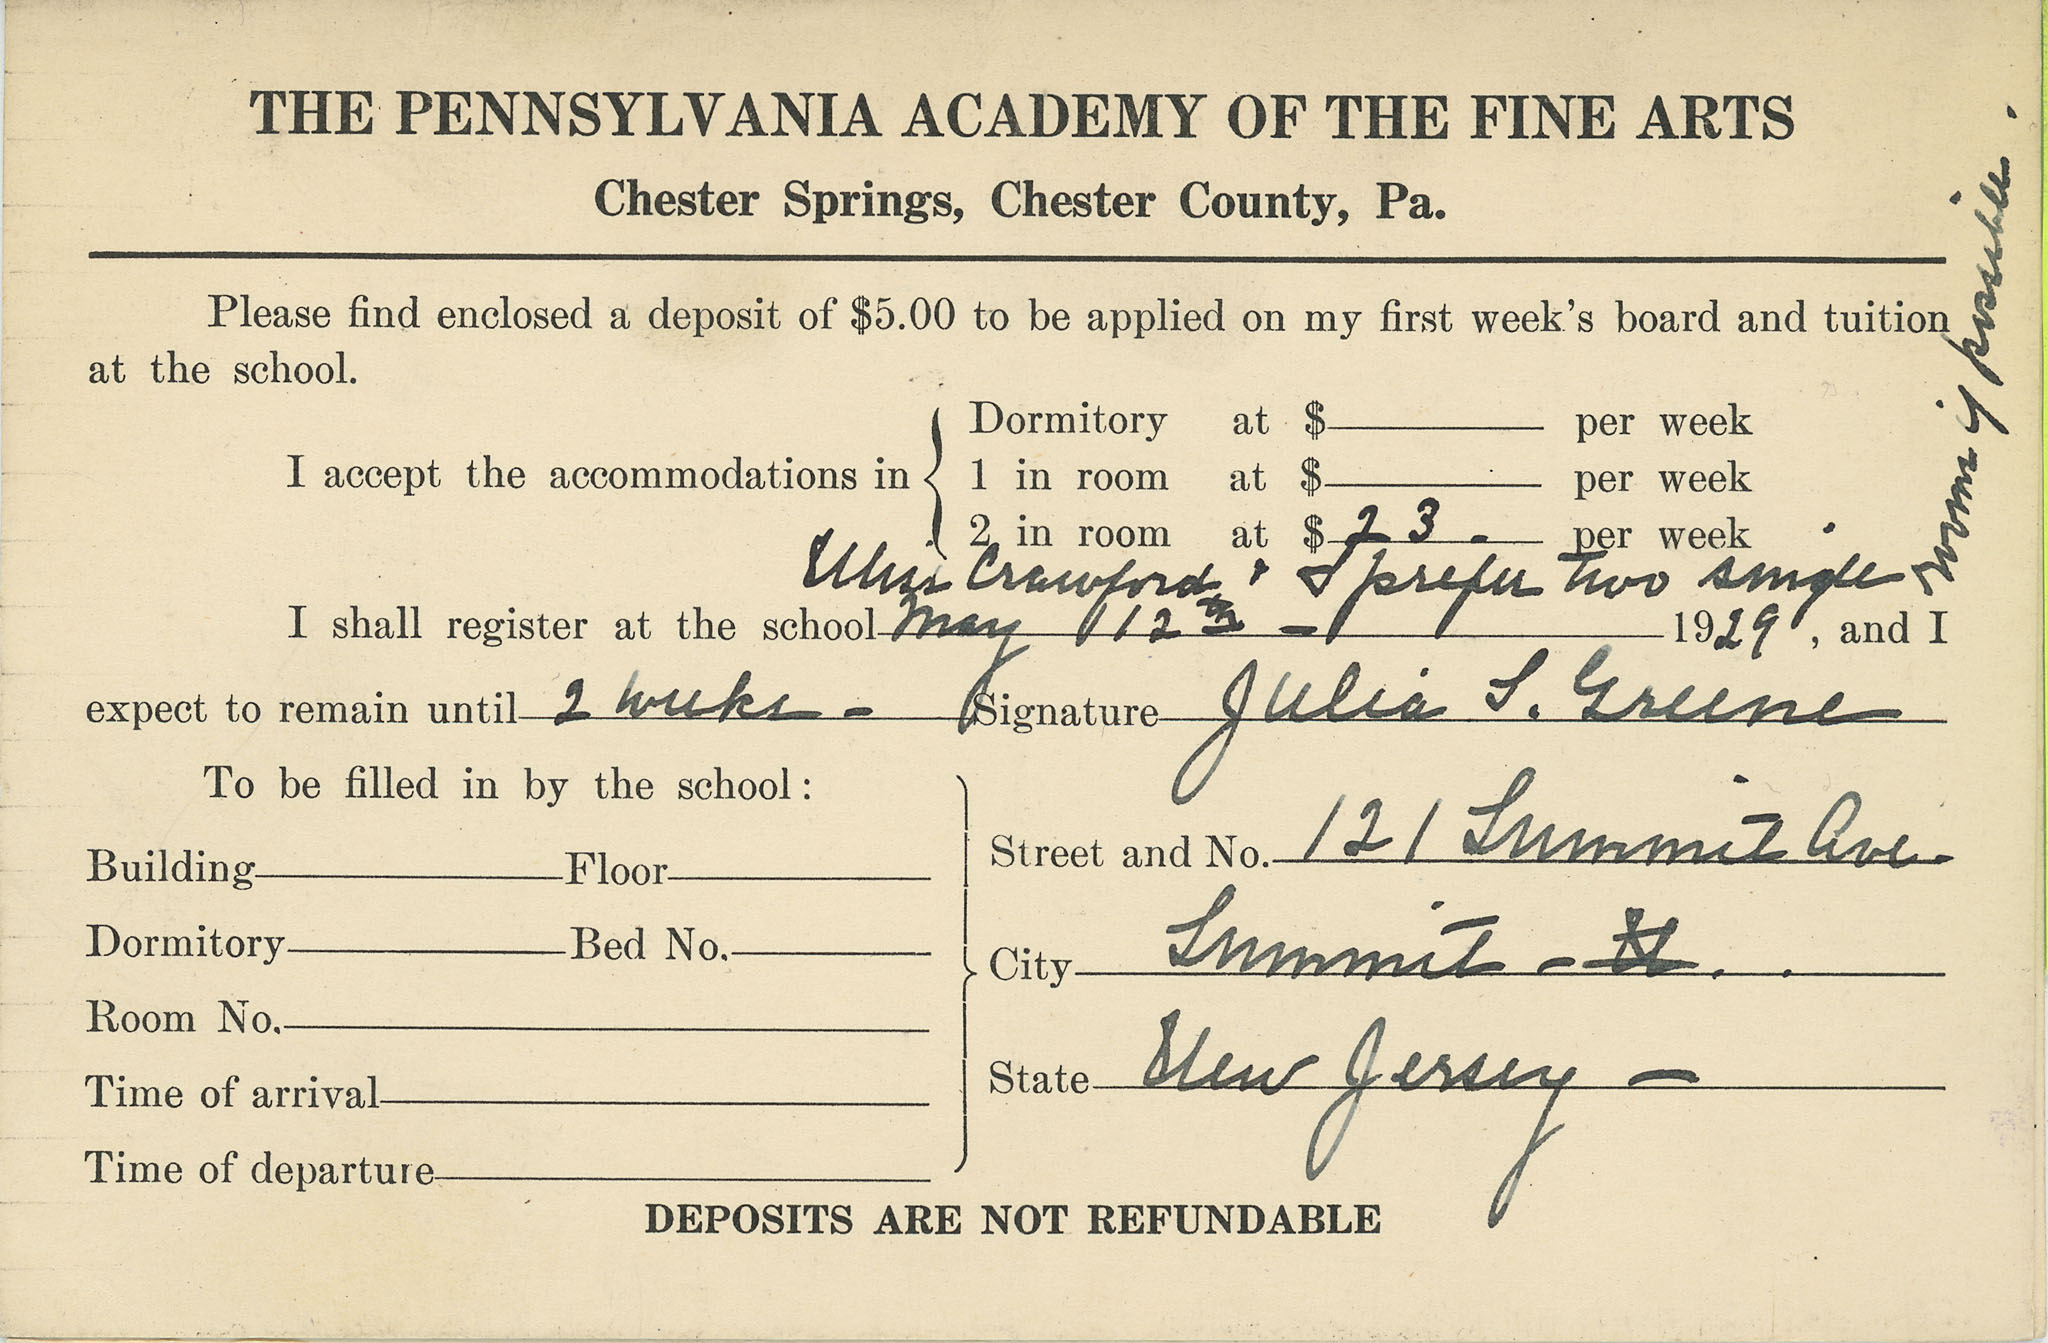 THE PENNSYLVANIA ACADEMY OF THE FINE ARTS
Chester Springs, Chester County, Pa.
Please find enclosed a deposit of $5.00 to be applied on my first week's board and tuition
at the school.
I accept the accommodations in
Dormitory at $ per week
1 in room at $ per week
2 in room at $ 23. per week
Miss Crawford & I prefer two single
rooms if possible.
I shall register at the school May 12th - 1929, and I
expect to remain until 2 weeks - Signature Julia S. Greene
To be filled in by the school:
Building Floor
Dormitory Bed No.
Room No.
Time of arrival
Time of departure
Street and No. 121 Summit Ave.
City Summit -
State New Jersey -
DEPOSITS ARE NOT REFUNDABLE